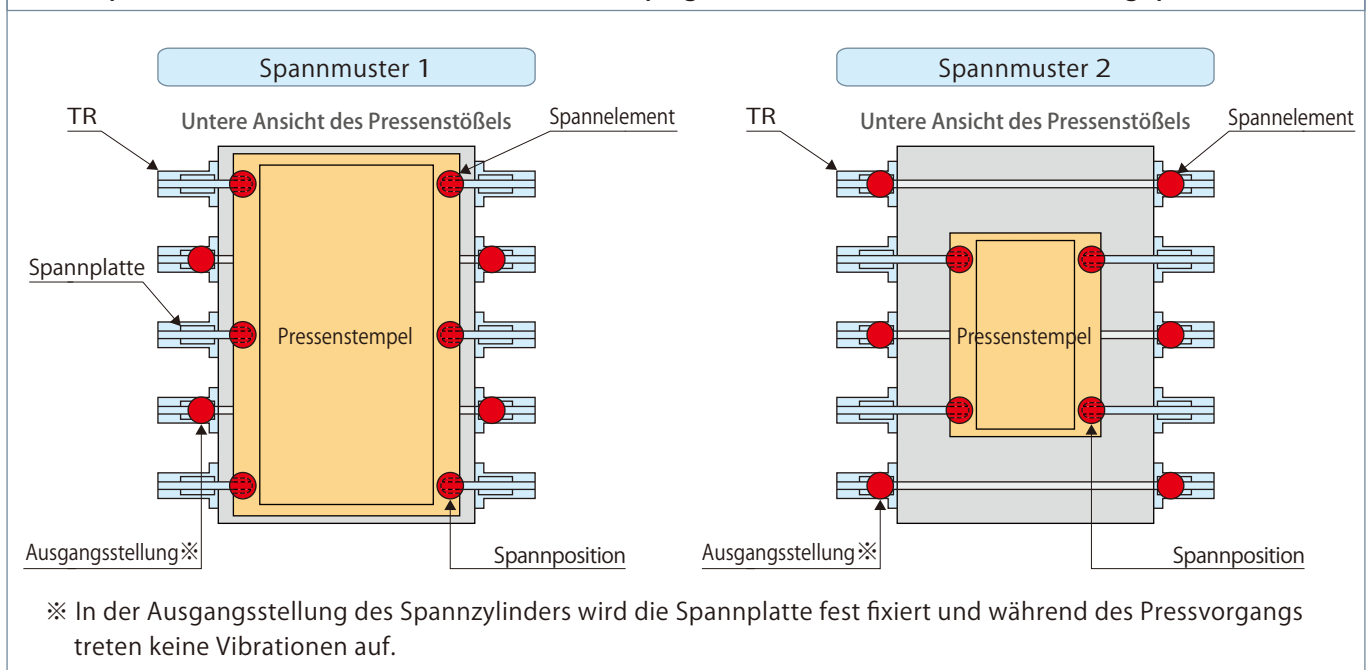 Spannmuster 1
Spannmuster 2
TR
Untere Ansicht des Pressenstößels
Spannelement
TR
Untere Ansicht des Pressenstößels
Spannelement
Spannplatte
Pressenstempel
Pressenstempel
Ausgangsstellung※
Spannposition
Ausgangsstellung※
Spannposition
※ In der Ausgangsstellung des Spannzylinders wird die Spannplatte fest fixiert und während des Pressvorgangs
treten keine Vibrationen auf.